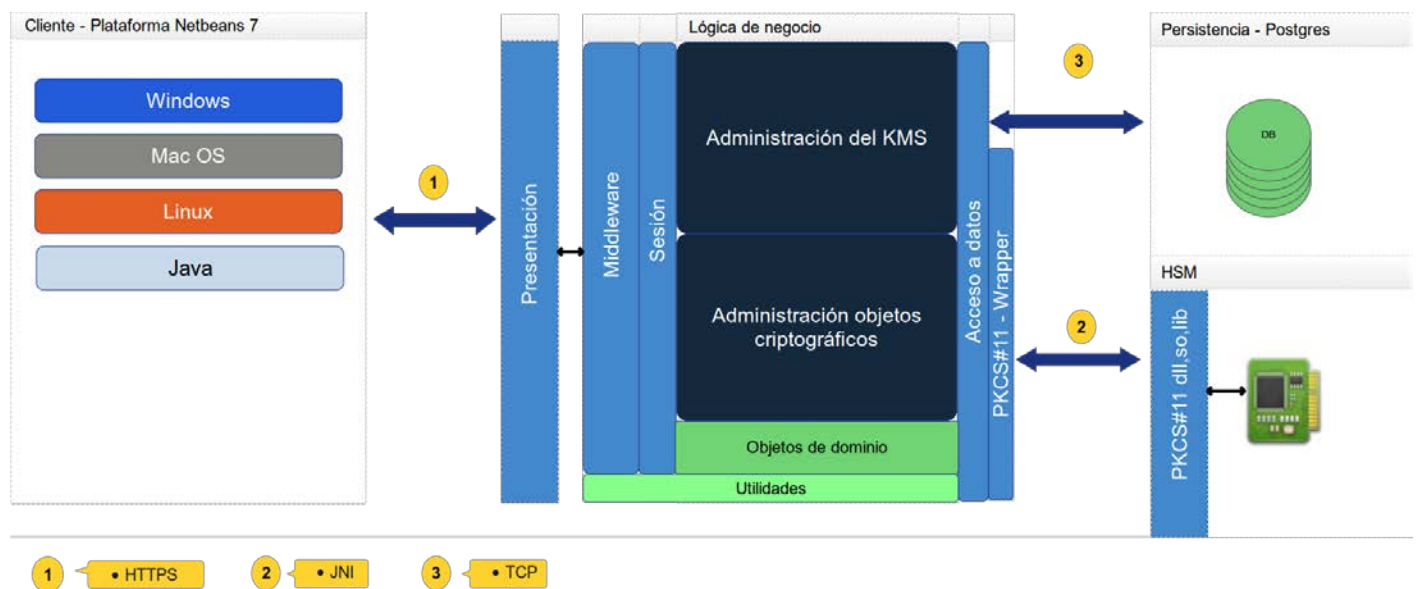 Cliente - Plataforma Netbeans 7
Windows
Mac OS
Linux
Java
1
Presentación
Lógica de negocio
Middleware
Sesión
Administración del KMS
Administración objetos
criptográficos
Objetos de dominio
Utilidades
Acceso a datos
PKCS#11 - Wrapper
3
2
Persistencia - Postgres
DB
HSM
PKCS#11 dll,so,lib
1
• HTTPS
2
• JNI
3
• TCP